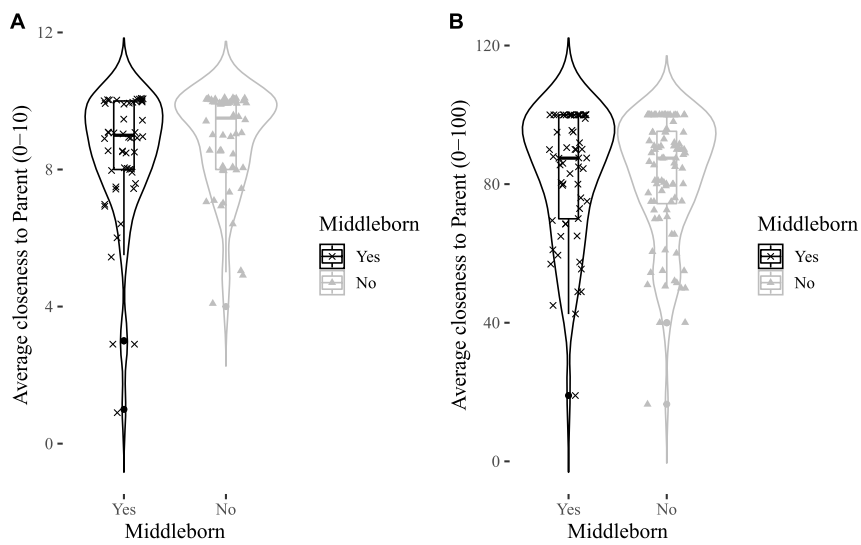 A
Average closeness to Parent (0−10)
12
8
4
0
Yes
No
Middleborn
Middleborn
Yes
No
B
Average closeness to Parent (0−100)
120
80
40
0
Yes
No
Middleborn
Middleborn
Yes
No